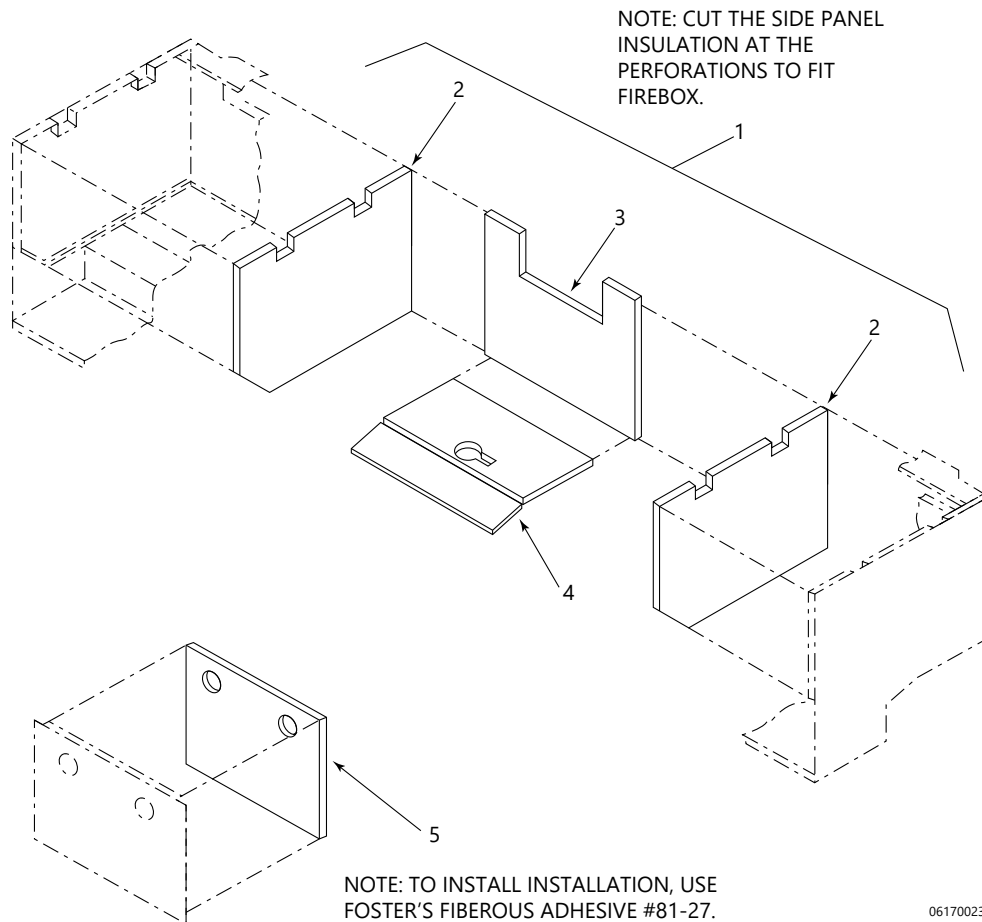 NOTE: CUT THE SIDE PANEL
INSULATION AT THE
PERFORATIONS TO FIT
FIREBOX.
2
1
3
2
4
5
NOTE: TO INSTALL INSTALLATION, USE
FOSTER'S FIBEROUS ADHESIVE #81-27.
06170023